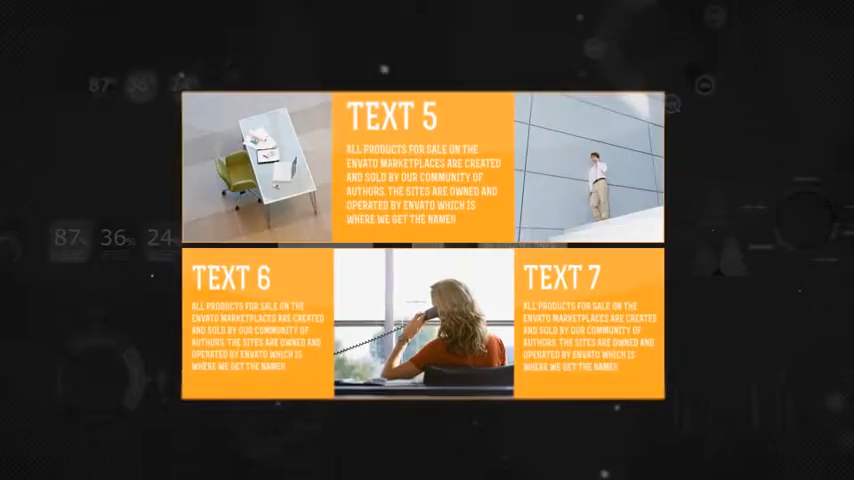 TEXT 5
ALL PRODUCTS FOR SALE ON THE
ENVATO MARKETPLACES ARE CREATED
AND SOLD BY OUR COMMUNITY OF
AUTHORS. THE SITES ARE OWNED AND
OPERATED BY ENVATO WHICH IS
WHERE WE GET THE NAME!!
87% 36% 24
TEXT 6
ALL PRODUCTS FOR SALE ON THE
ENVATO MARKETPLACES ARE CREATED
AND SOLD BY OUR COMMUNITY OF
AUTHORS. THE SITES ARE OWNED AND
OPERATED BY ENVATO WHICH IS
WHERE WE GET THE NAME!!
TEXT 7
ALL PRODUCTS FOR SALE ON THE
ENVATO MARKETPLACES ARE CREATED
AND SOLD BY OUR COMMUNITY OF
AUTHORS. THE SITES ARE OWNED AND
OPERATED BY ENVATO WHICH IS
WHERE WE GET THE NAME!!